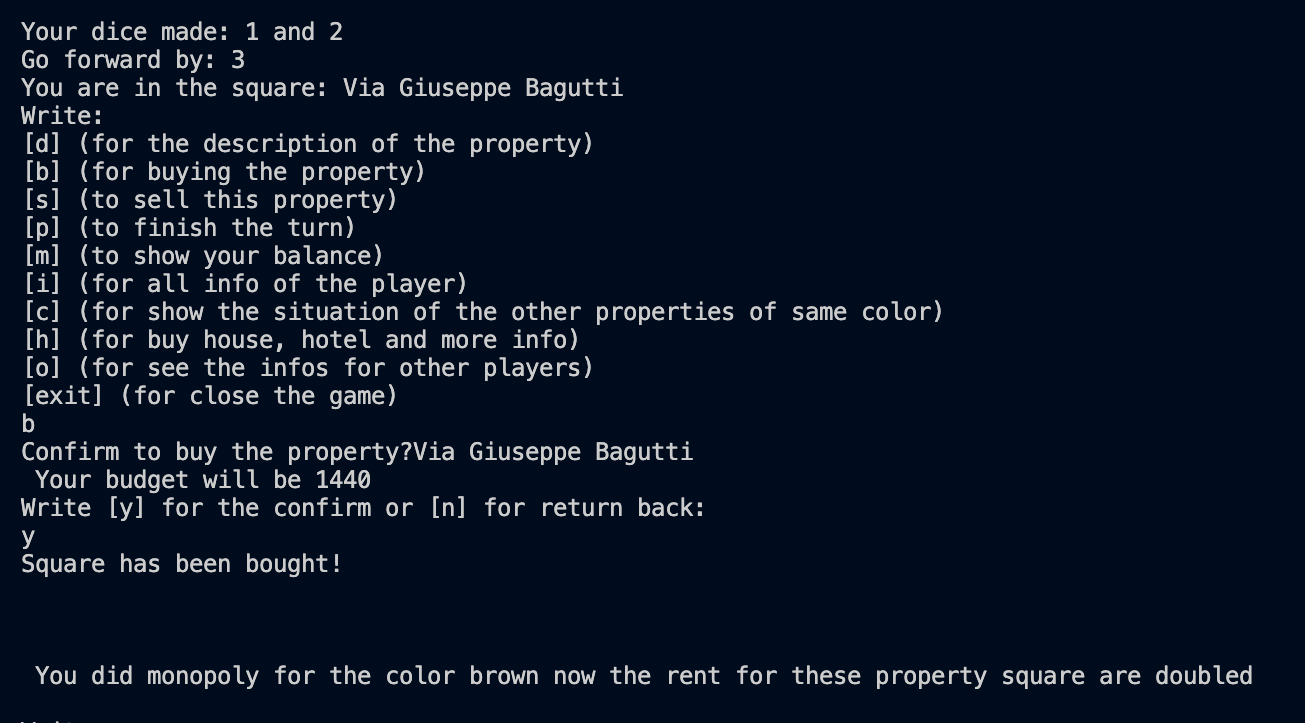 Your dice made: 1 and 2
Go forward by: 3
You are in the square: Via Giuseppe Bagutti
Write:
[d] (for the description of the property)
[b] (for buying the property)
[s] (to sell this property)
[p] (to finish the turn)
[m] (to show your balance)
[i] (for all info of the player)
[c] (for show the situation of the other properties of same color)
[h] (for buy house, hotel and more info)
[o] (for see the infos for other players)
[exit] (for close the game)
b
Confirm to buy the property?Via Giuseppe Bagutti
Your budget will be 1440
Write [y] for the confirm or [n] for return back:
y
Square has been bought!
You did monopoly for the color brown now the rent for these property square are doubled